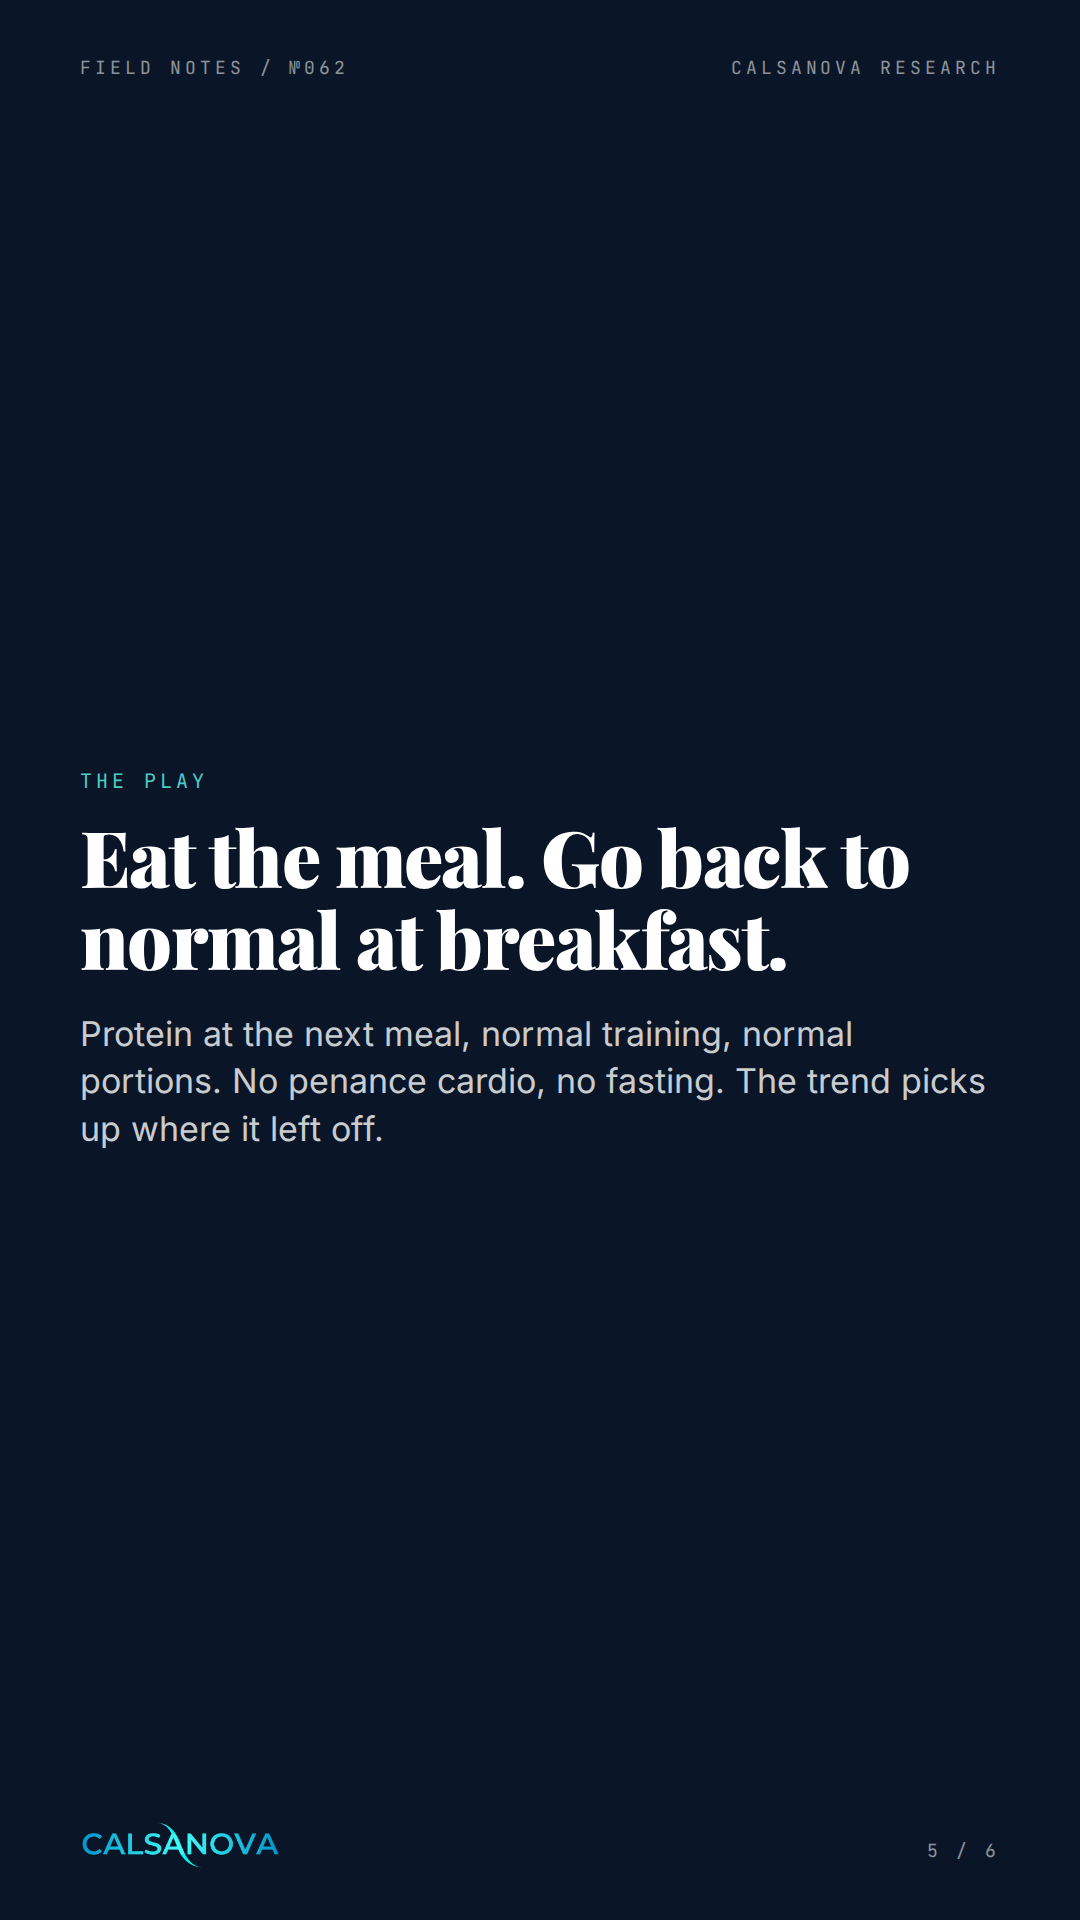 FIELD NOTES / №062
CALSANOVA RESEARCH
THE PLAY
Eat the meal. Go back to
normal at breakfast.
Protein at the next meal, normal training, normal
portions. No penance cardio, no fasting. The trend picks
up where it left off.
CALSANOVA
5 / 6